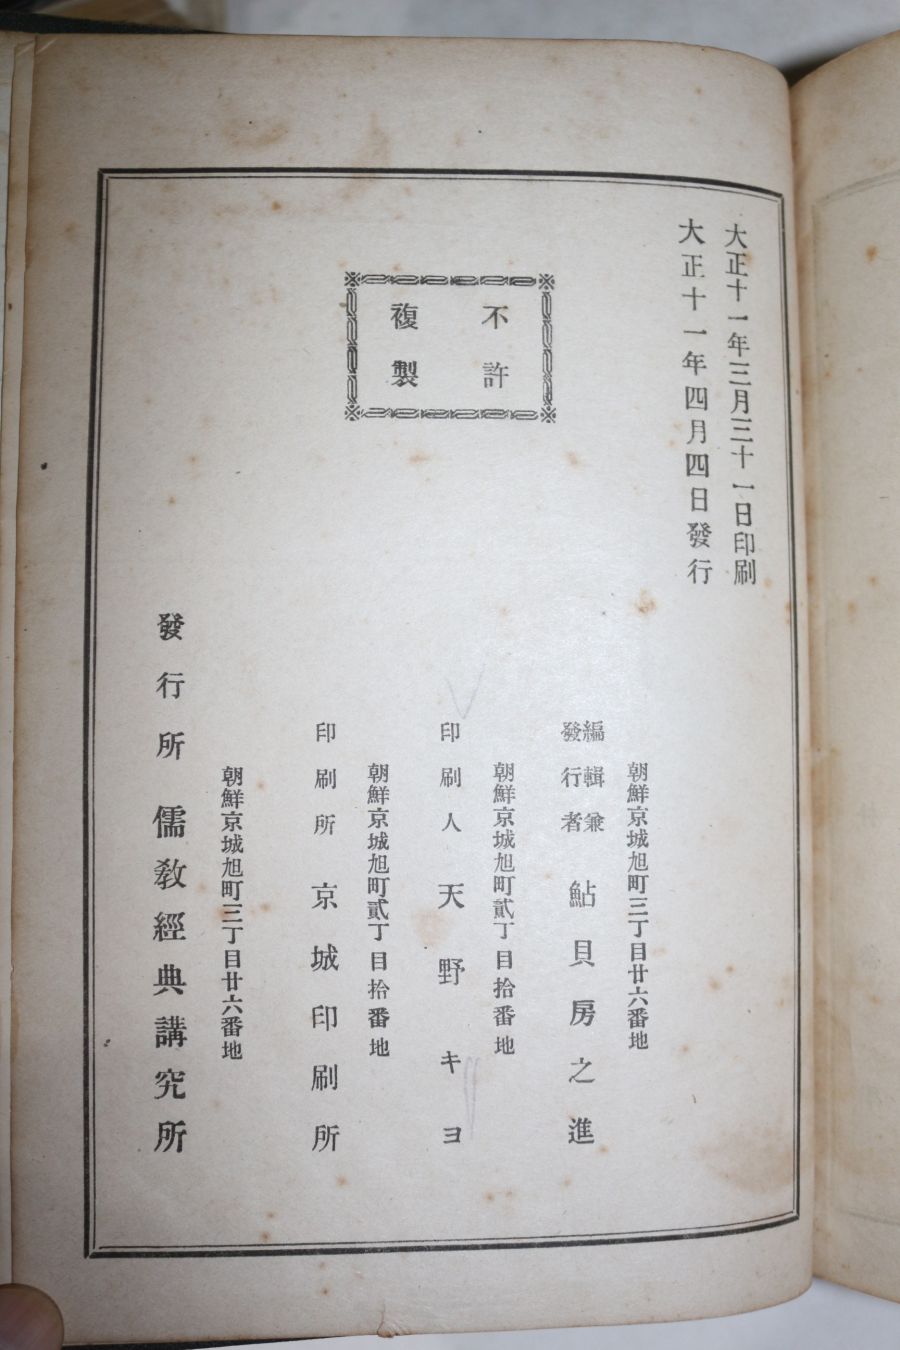 大正十一年三月三十一日印刷
大正十一年四月四日發行
不許
複製
朝鮮京城旭町三丁目廿六番地
編輯兼
發行者 鮎貝房之進
朝鮮京城旭町貳丁目拾番地
印刷人 天野キヨ
朝鮮京城旭町貳丁目拾番地
印刷所 京城印刷所
朝鮮京城旭町三丁目廿六番地
發行所 儒敎經典講究所